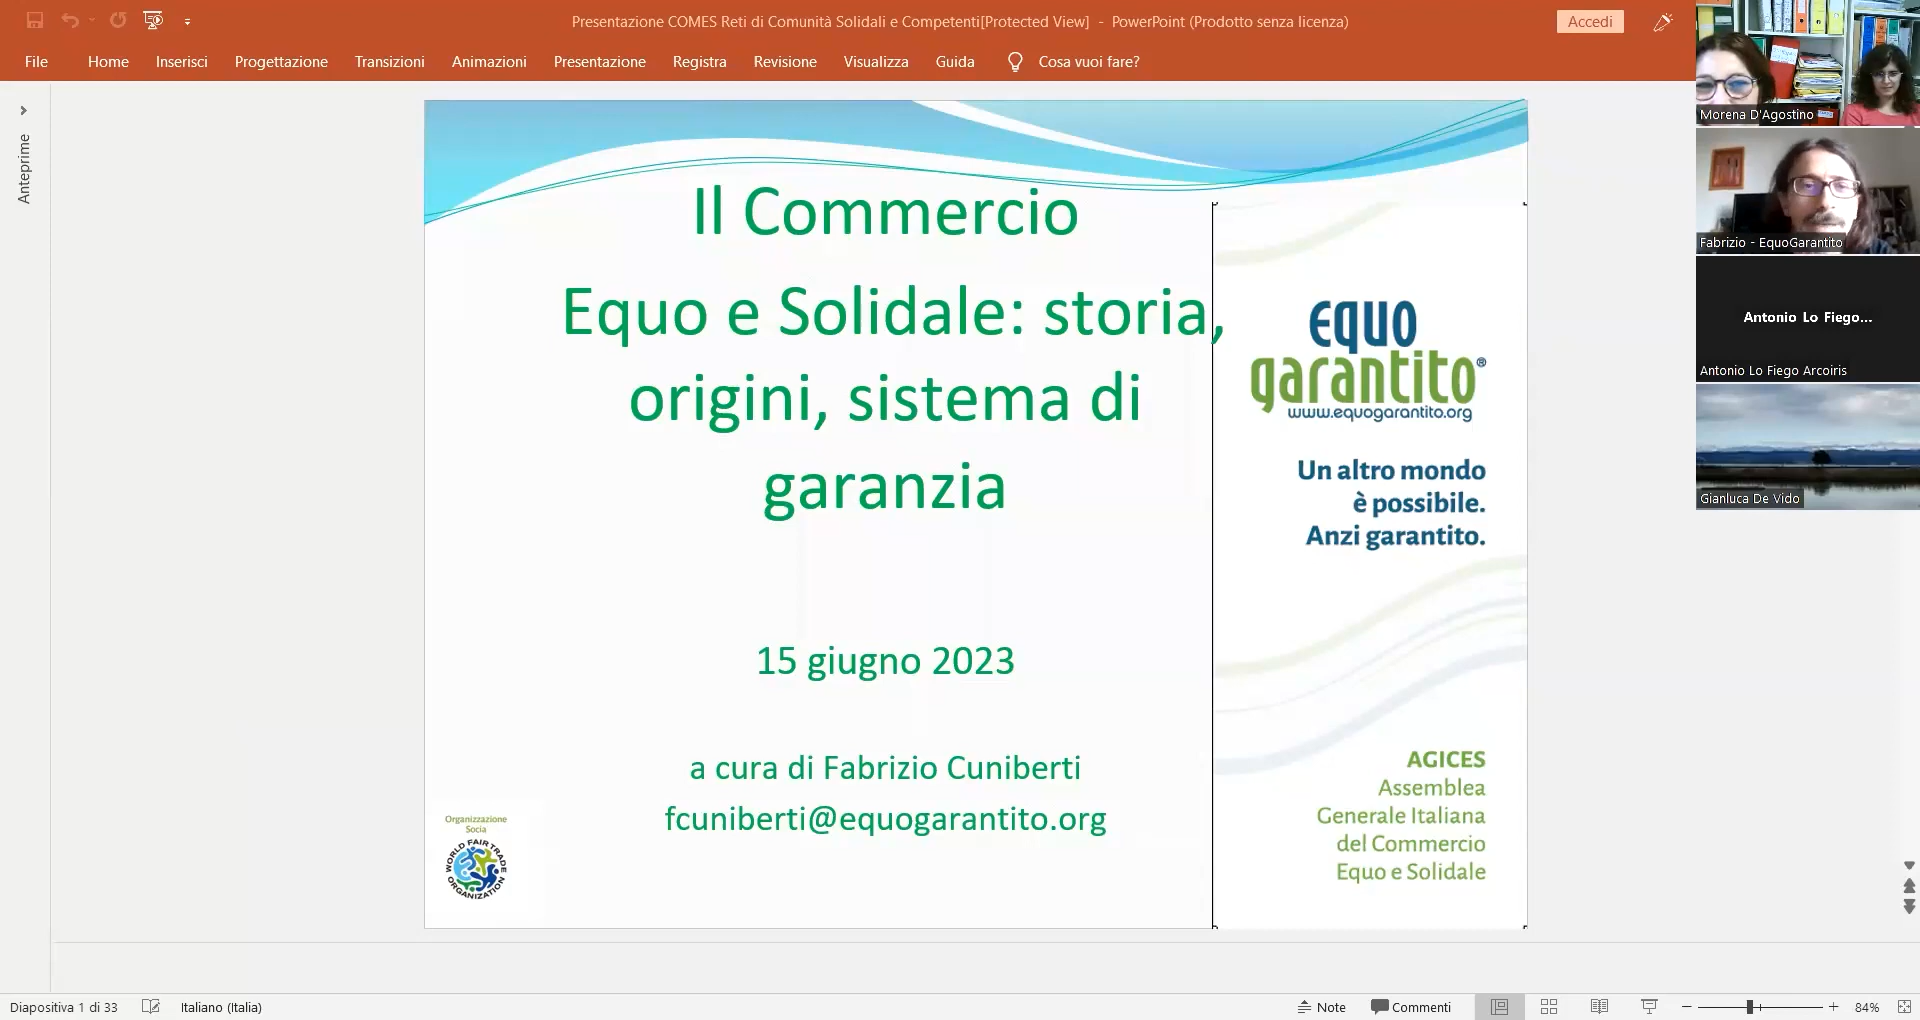 Presentazione COMES Reti di Comunità Solidali e Competenti[Protected View] - PowerPoint (Prodotto senza licenza)
Accedi
File Home Inserisci Progettazione Transizioni Animazioni Presentazione Registra Revisione Visualizza Guida Cosa vuoi fare?
Anteprime
Il Commercio
Equo e Solidale: storia,
origini, sistema di
garanzia
15 giugno 2023
a cura di Fabrizio Cuniberti
fcuniberti@equogarantito.org
Organizzazione
Socia
WORLD FAIR TRADE
ORGANIZATION
equo
garantito®
www.equogarantito.org
Un altro mondo
è possibile.
Anzi garantito.
AGICES
Assemblea
Generale Italiana
del Commercio
Equo e Solidale
Morena D'Agostino
Fabrizio - EquoGarantito
Antonio Lo Fiego...
Antonio Lo Fiego Arcoiris
Gianluca De Vido
Diapositiva 1 di 33 Italiano (Italia) Note Commenti 84%